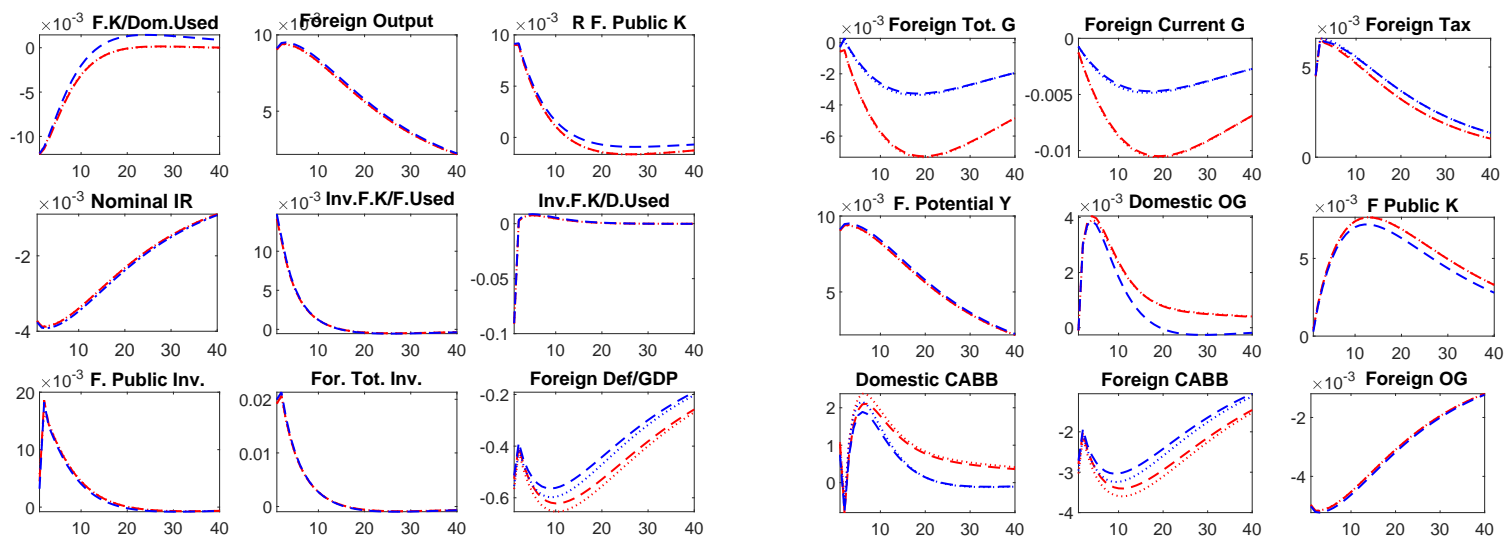 ×10⁻³ F.K/Dom.Used
0
-5
-10
10 20 30 40
×10⁻³ Foreign Output
10
5
10 20 30 40
×10⁻³ R F. Public K
10
5
0
10 20 30 40
×10⁻³ Foreign Tot. G
0
-2
-4
-6
10 20 30 40
Foreign Current G
0
-0.005
-0.01
10 20 30 40
×10⁻³ Foreign Tax
5
0
10 20 30 40
Nominal IR
-2
-4
10 20 30 40
×10⁻³ Inv.F.K/F.Used
10
5
0
10 20 30 40
Inv.F.K/D.Used
0
-0.05
-0.1
10 20 30 40
×10⁻³ F. Potential Y
10
5
10 20 30 40
×10⁻³ Domestic OG
4
2
0
10 20 30 40
×10⁻³ F Public K
5
0
10 20 30 40
×10⁻³ F. Public Inv.
20
10
0
10 20 30 40
For. Tot. Inv.
0.02
0.01
0
10 20 30 40
Foreign Def/GDP
-0.2
-0.4
-0.6
10 20 30 40
Domestic CABB
2
1
0
10 20 30 40
Foreign CABB
-2
-3
-4
10 20 30 40
×10⁻³ Foreign OG
-2
-4
10 20 30 40